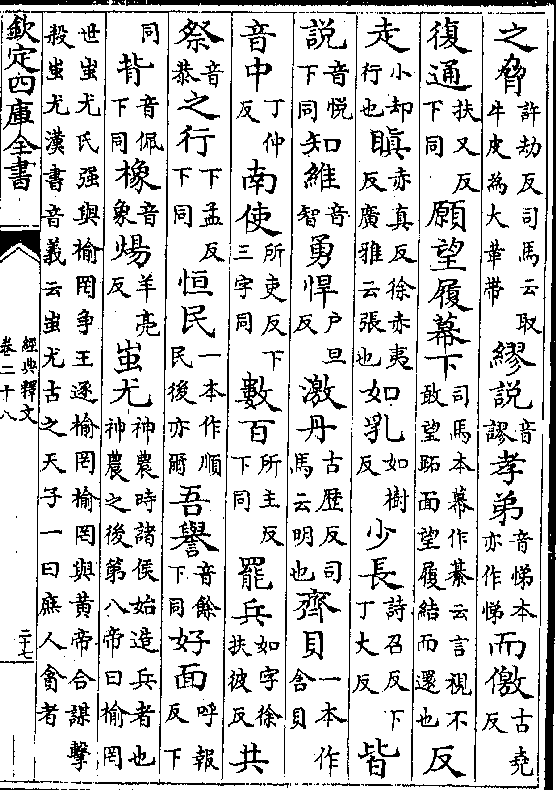 之脅許劫反司馬云取牛皮為大革帶繆說音謬孝弟音悌本亦作悌而僥古堯反
復通扶又反下同願望履幕下司馬本幕作綦云言視不敢望跖面望履結而還也反
走小却行也瞋赤真反徐赤夷反廣雅云張也如乳如樹反少長詩召反下丁大反皆
說音悅下同知維音智勇悍户旦反激丹古歷反司馬云明也齊貝一本作含貝
音中丁仲反南使所吏反下三字同數百所主反下同罷兵如字徐扶彼反共
祭音恭之行下孟反下同恒民一本作順民後亦爾吾譽音餘下同好面呼報反下
同背音佩下同橡音象煬羊亮反蚩尤神農時諸侯始造兵者也神農之後第八帝曰榆罔
世蚩尤氏强與榆罔争王逐榆罔榆罔與黄帝合謀擊殺蚩尤漢書音義云蚩尤古之天子一曰庶人貪者
欽定四庫全書
經典釋文
卷二十八
二十七